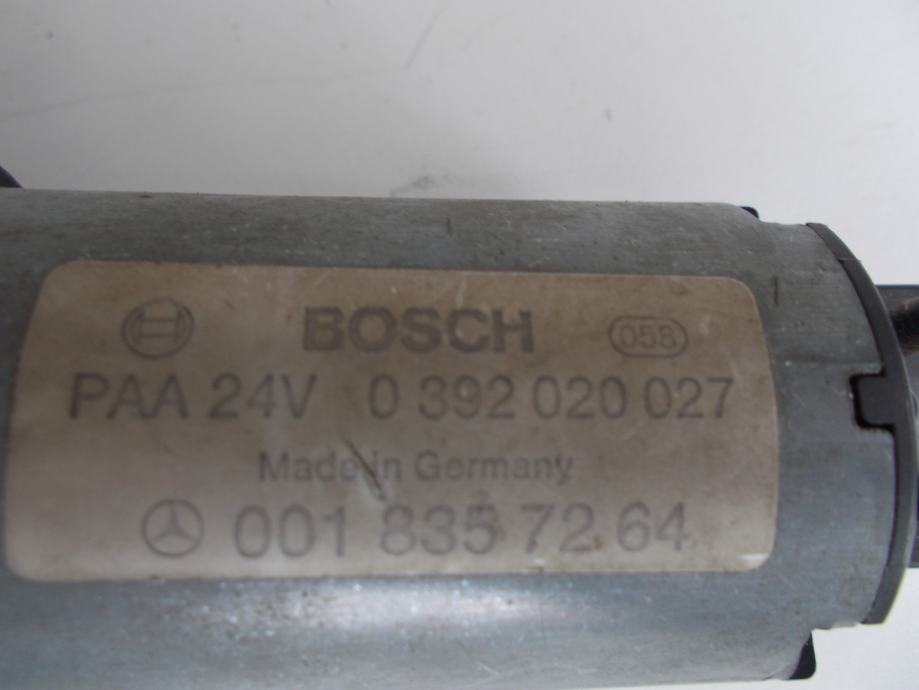 BOSCH 058
PAA 24V 0 392 020 027
Made in Germany
001 835 72 64